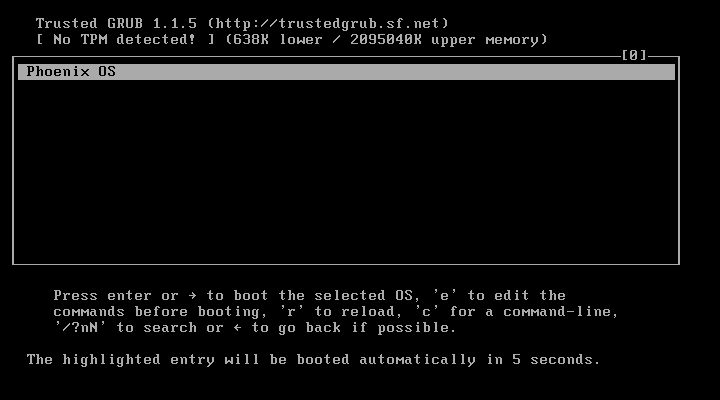 Trusted GRUB 1.1.5 (http://trustedgrub.sf.net)
[ No TPM detected! ] (638K lower / 2095040K upper memory)
[0]
Phoenix OS
Press enter or → to boot the selected OS, 'e' to edit the
commands before booting, 'r' to reload, 'c' for a command-line,
'/?nN' to search or ← to go back if possible.
The highlighted entry will be booted automatically in 5 seconds.